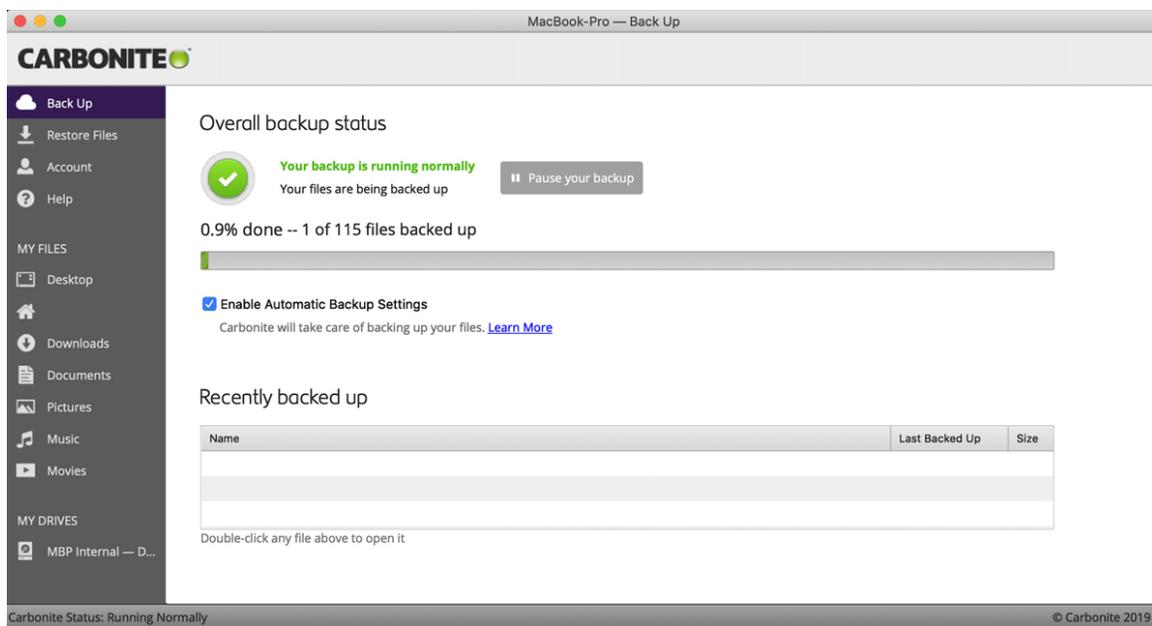 MacBook-Pro — Back Up
CARBONITE
Back Up
Restore Files
Account
Help
MY FILES
Desktop
Downloads
Documents
Pictures
Music
Movies
MY DRIVES
MBP Internal — D...
Overall backup status
Your backup is running normally
Your files are being backed up
Pause your backup
0.9% done -- 1 of 115 files backed up
Enable Automatic Backup Settings
Carbonite will take care of backing up your files. Learn More
Recently backed up
Name Last Backed Up Size
Double-click any file above to open it
Carbonite Status: Running Normally © Carbonite 2019